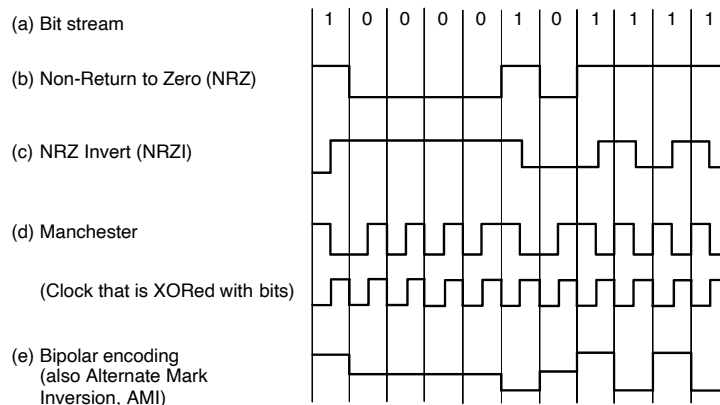 (a) Bit stream 1 0 0 0 0 1 0 1 1 1 1
(b) Non-Return to Zero (NRZ)
(c) NRZ Invert (NRZI)
(d) Manchester
(Clock that is XORed with bits)
(e) Bipolar encoding
(also Alternate Mark
Inversion, AMI)